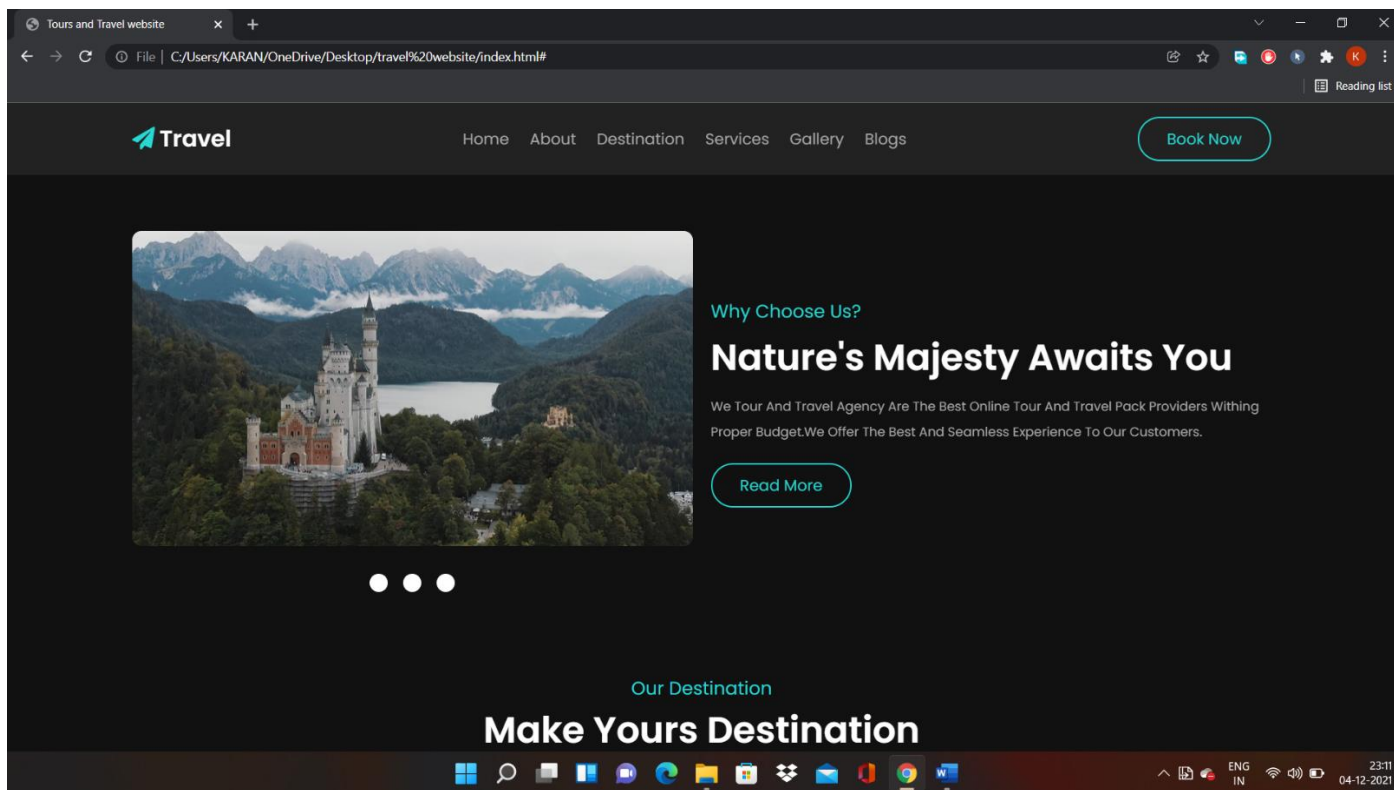 Tours and Travel website
File | C:/Users/KARAN/OneDrive/Desktop/travel%20website/index.html#
K
Reading list
Travel
Home About Destination Services Gallery Blogs
Book Now
Why Choose Us?
Nature's Majesty Awaits You
We Tour And Travel Agency Are The Best Online Tour And Travel Pack Providers Withing
Proper Budget.We Offer The Best And Seamless Experience To Our Customers.
Read More
Our Destination
Make Yours Destination
ENG
IN
23:11
04-12-2021